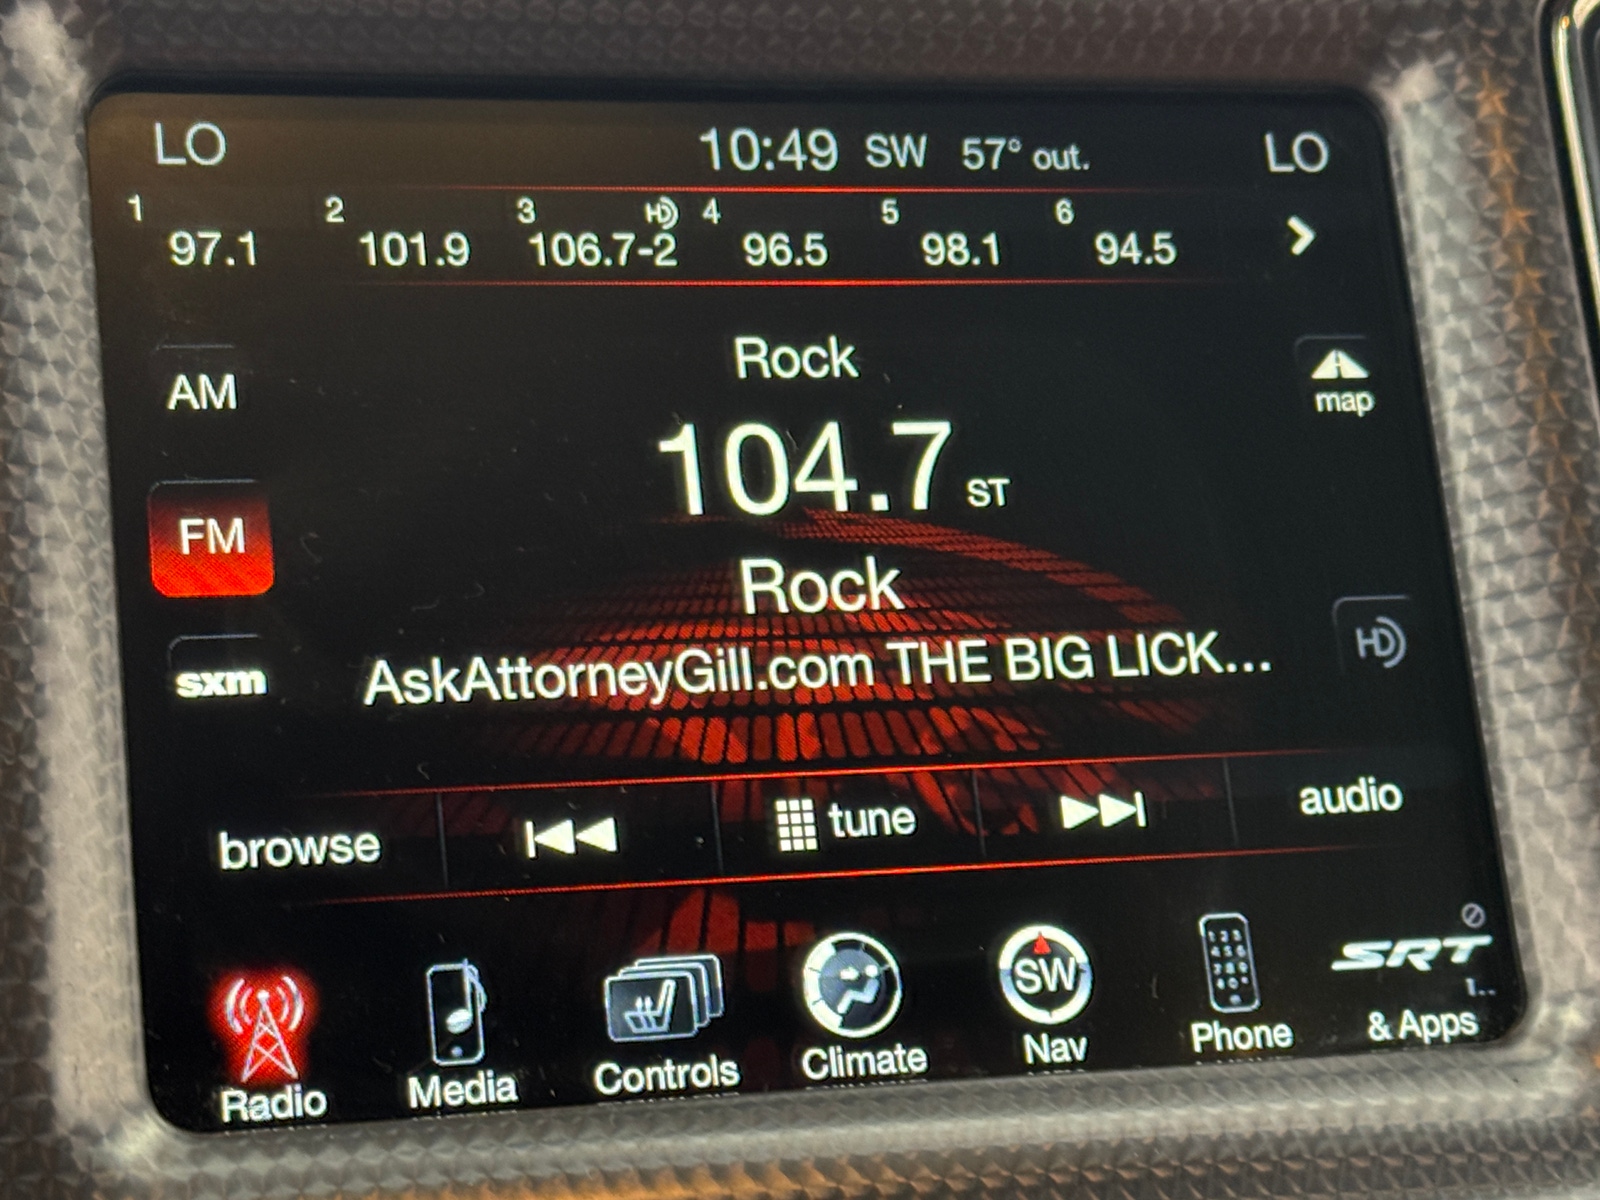 LO 10:49 SW 57° out. LO
1 2 3 HD 4 5 6
97.1 101.9 106.7-2 96.5 98.1 94.5
Rock
AM
map
104.7 ST
FM
Rock
HD
sxm AskAttorneyGill.com THE BIG LICK...
browse tune audio
SW
SRT
Radio Media Controls Climate Nav Phone & Apps